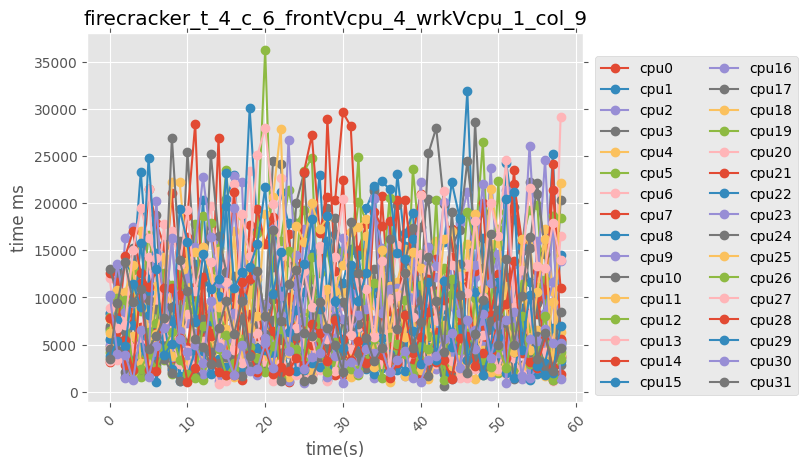 firecracker_t_4_c_6_frontVcpu_4_wrkVcpu_1_col_9
time ms
35000
30000
25000
20000
15000
10000
5000
0
0
10
20
30
40
50
60
time(s)
cpu0
cpu1
cpu2
cpu3
cpu4
cpu5
cpu6
cpu7
cpu8
cpu9
cpu10
cpu11
cpu12
cpu13
cpu14
cpu15
cpu16
cpu17
cpu18
cpu19
cpu20
cpu21
cpu22
cpu23
cpu24
cpu25
cpu26
cpu27
cpu28
cpu29
cpu30
cpu31